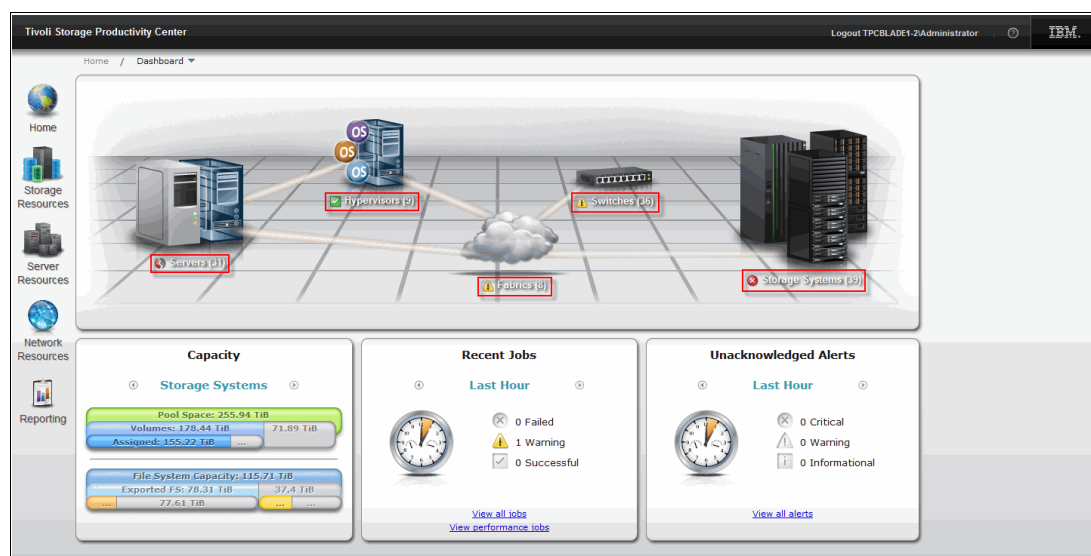 Tivoli Storage Productivity Center
Logout TPCBLADE1-2\Administrator
?
IBM.
Home / Dashboard
Home
Storage Resources
Server Resources
Network Resources
Reporting
OS
OS
OS
Hypervisors (9)
Switches (36)
Servers (31)
Fabrics (8)
Storage Systems (39)
Capacity
Storage Systems
Pool Space: 255.94 TiB
Volumes: 178.44 TiB
71.89 TiB
Assigned: 155.22 TiB
...
File System Capacity: 115.71 TiB
Exported FS: 78.31 TiB
37.4 TiB
...
77.61 TiB
...
...
Recent Jobs
Last Hour
0 Failed
1 Warning
0 Successful
View all jobs
View performance jobs
Unacknowledged Alerts
Last Hour
0 Critical
0 Warning
0 Informational
View all alerts